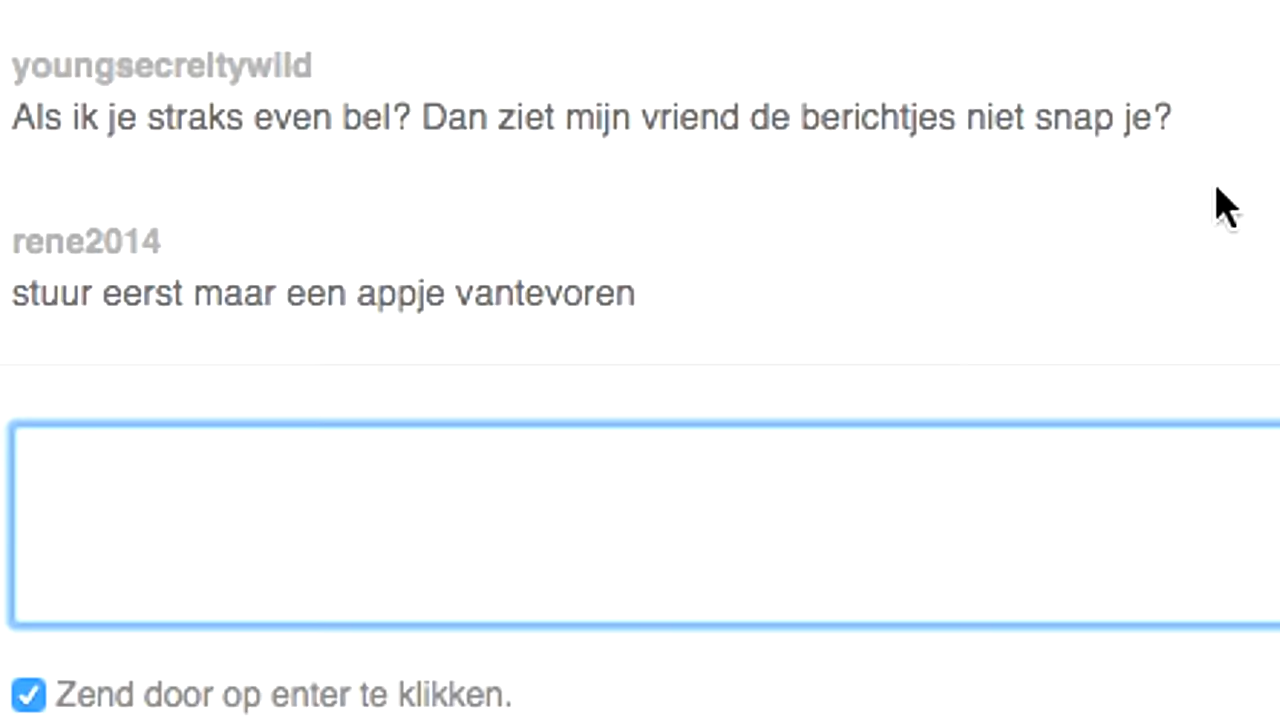 youngsecreltywild
Als ik je straks even bel? Dan ziet mijn vriend de berichtjes niet snap je?
rene2014
stuur eerst maar een appje vantevoren
Zend door op enter te klikken.